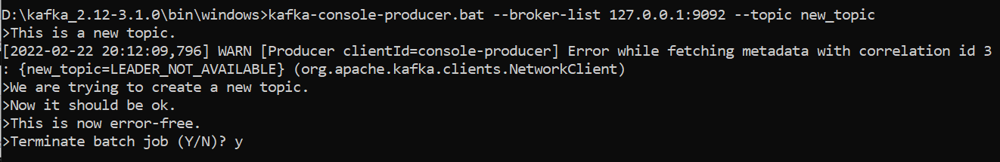 D:\kafka_2.12-3.1.0\bin\windows>kafka-console-producer.bat --broker-list 127.0.0.1:9092 --topic new_topic
>This is a new topic.
[2022-02-22 20:12:09,796] WARN [Producer clientId=console-producer] Error while fetching metadata with correlation id 3
: {new_topic=LEADER_NOT_AVAILABLE} (org.apache.kafka.clients.NetworkClient)
>We are trying to create a new topic.
>Now it should be ok.
>This is now error-free.
>Terminate batch job (Y/N)? y